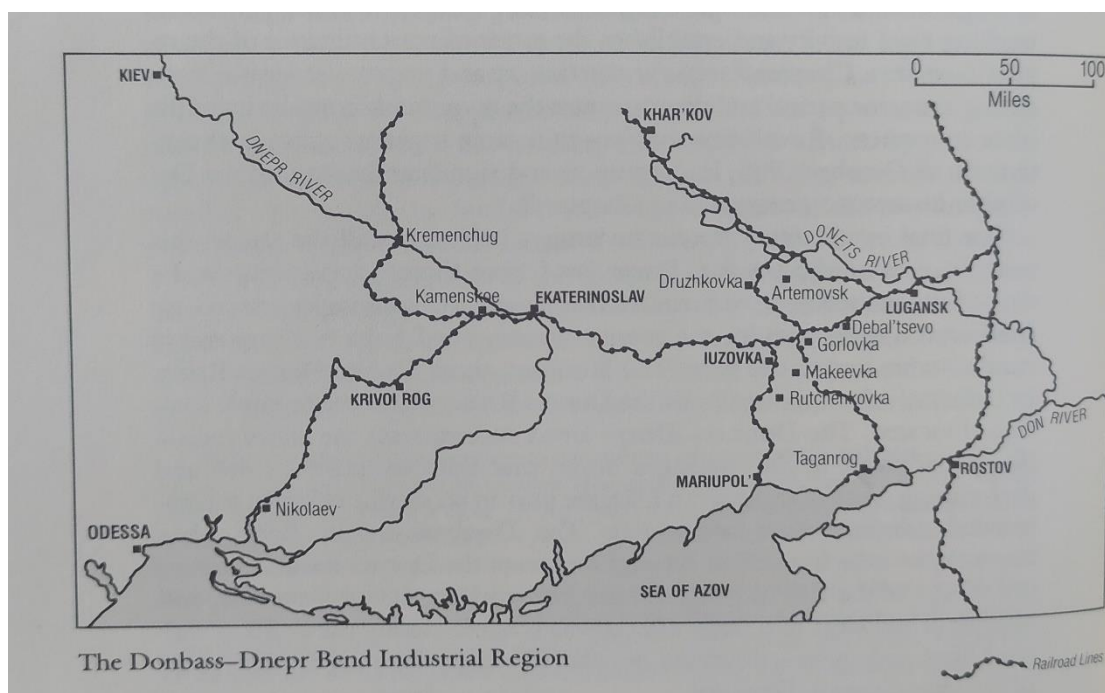 0 50 100
Miles
KIEV
KHAR'KOV
DNEPR RIVER
Kremenchug
DONETS RIVER
Druzhkovka
Artemovsk
Kamenskoe
EKATERINOSLAV
LUGANSK
Debal'tsevo
Gorlovka
IUZOVKA
Makeevka
KRIVOI ROG
Rutchenkovka
DON RIVER
Taganrog
ROSTOV
MARIUPOL'
Nikolaev
ODESSA
SEA OF AZOV
The Donbass–Dnepr Bend Industrial Region
Railroad Lines